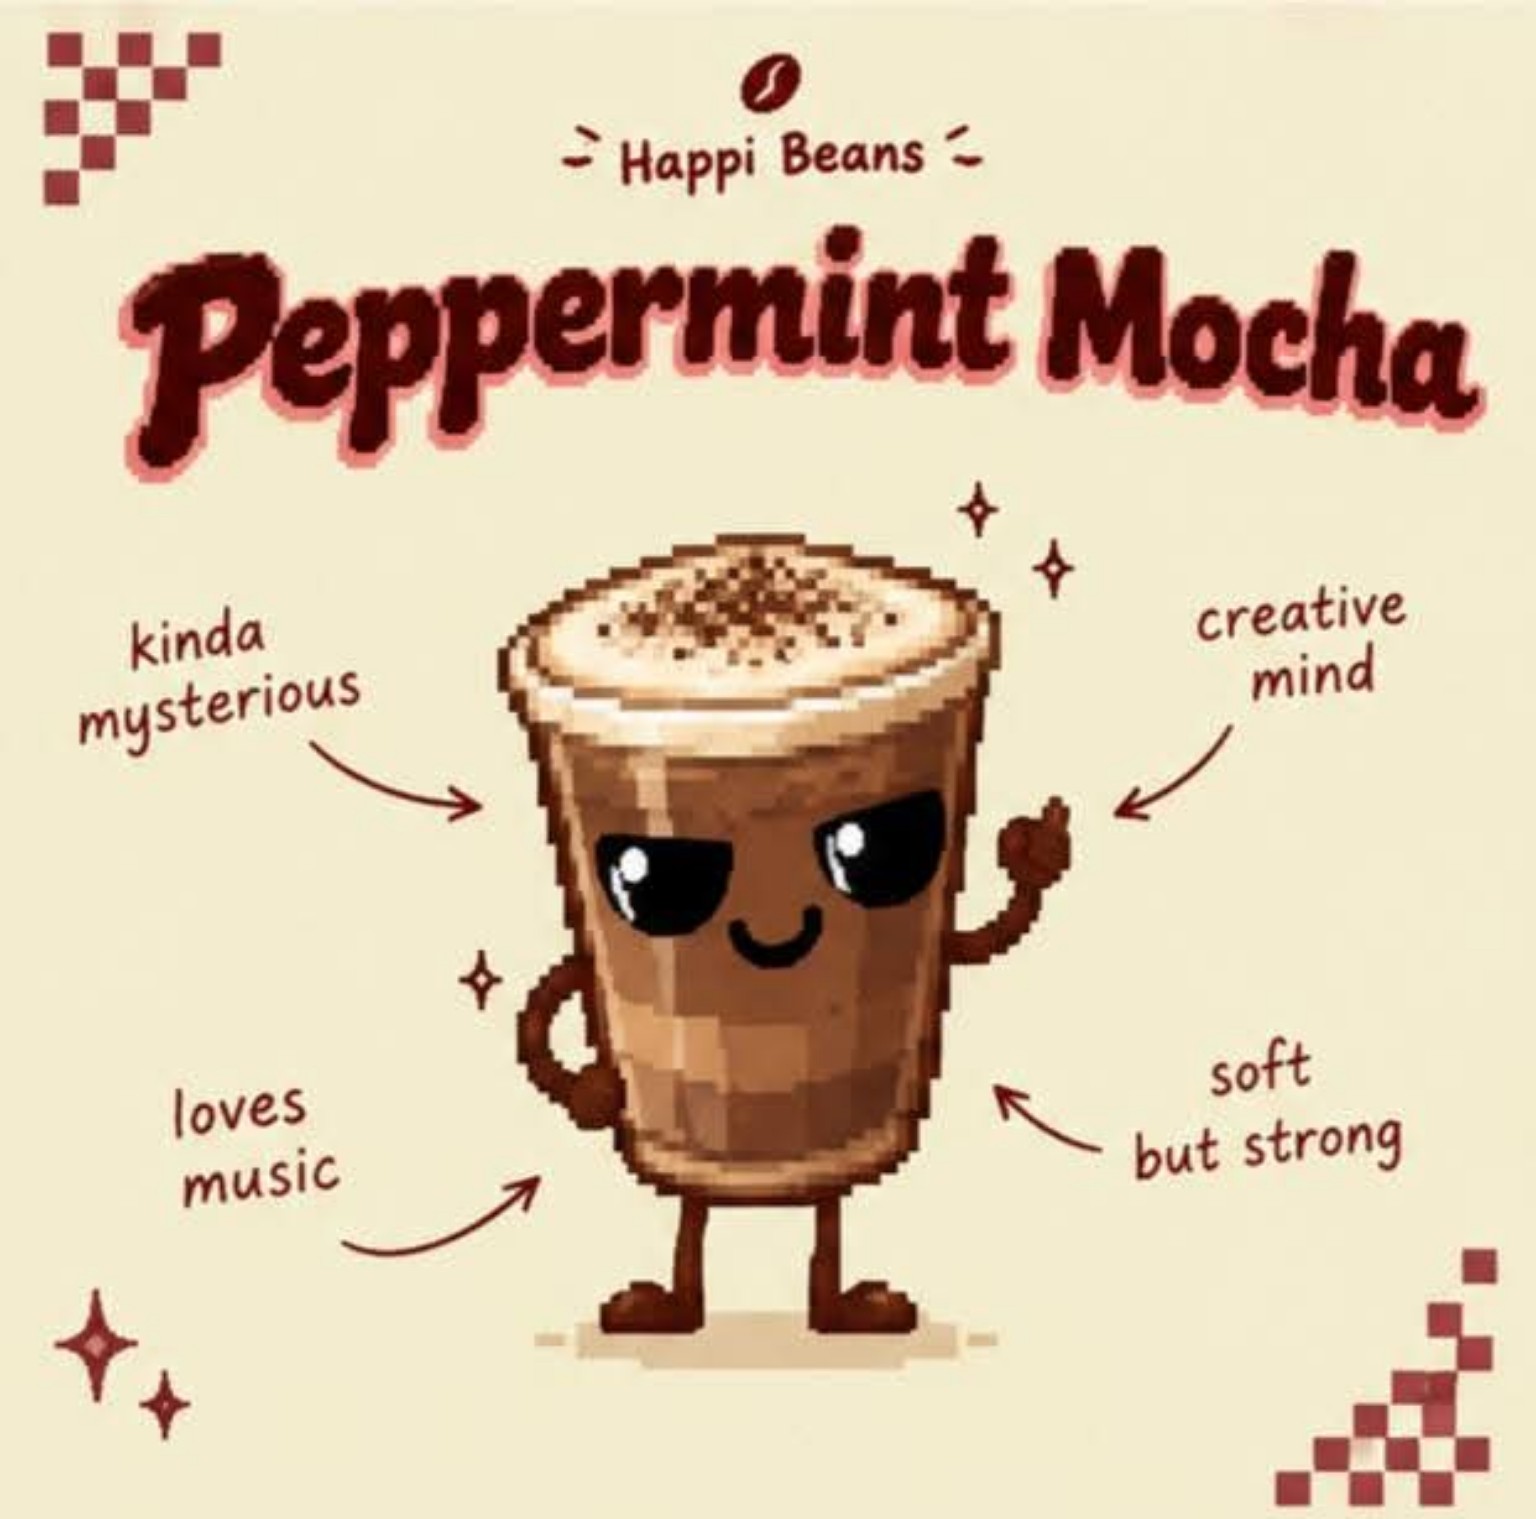 Happi Beans
Peppermint Mocha
kinda
mysterious
creative
mind
loves
music
soft
but strong